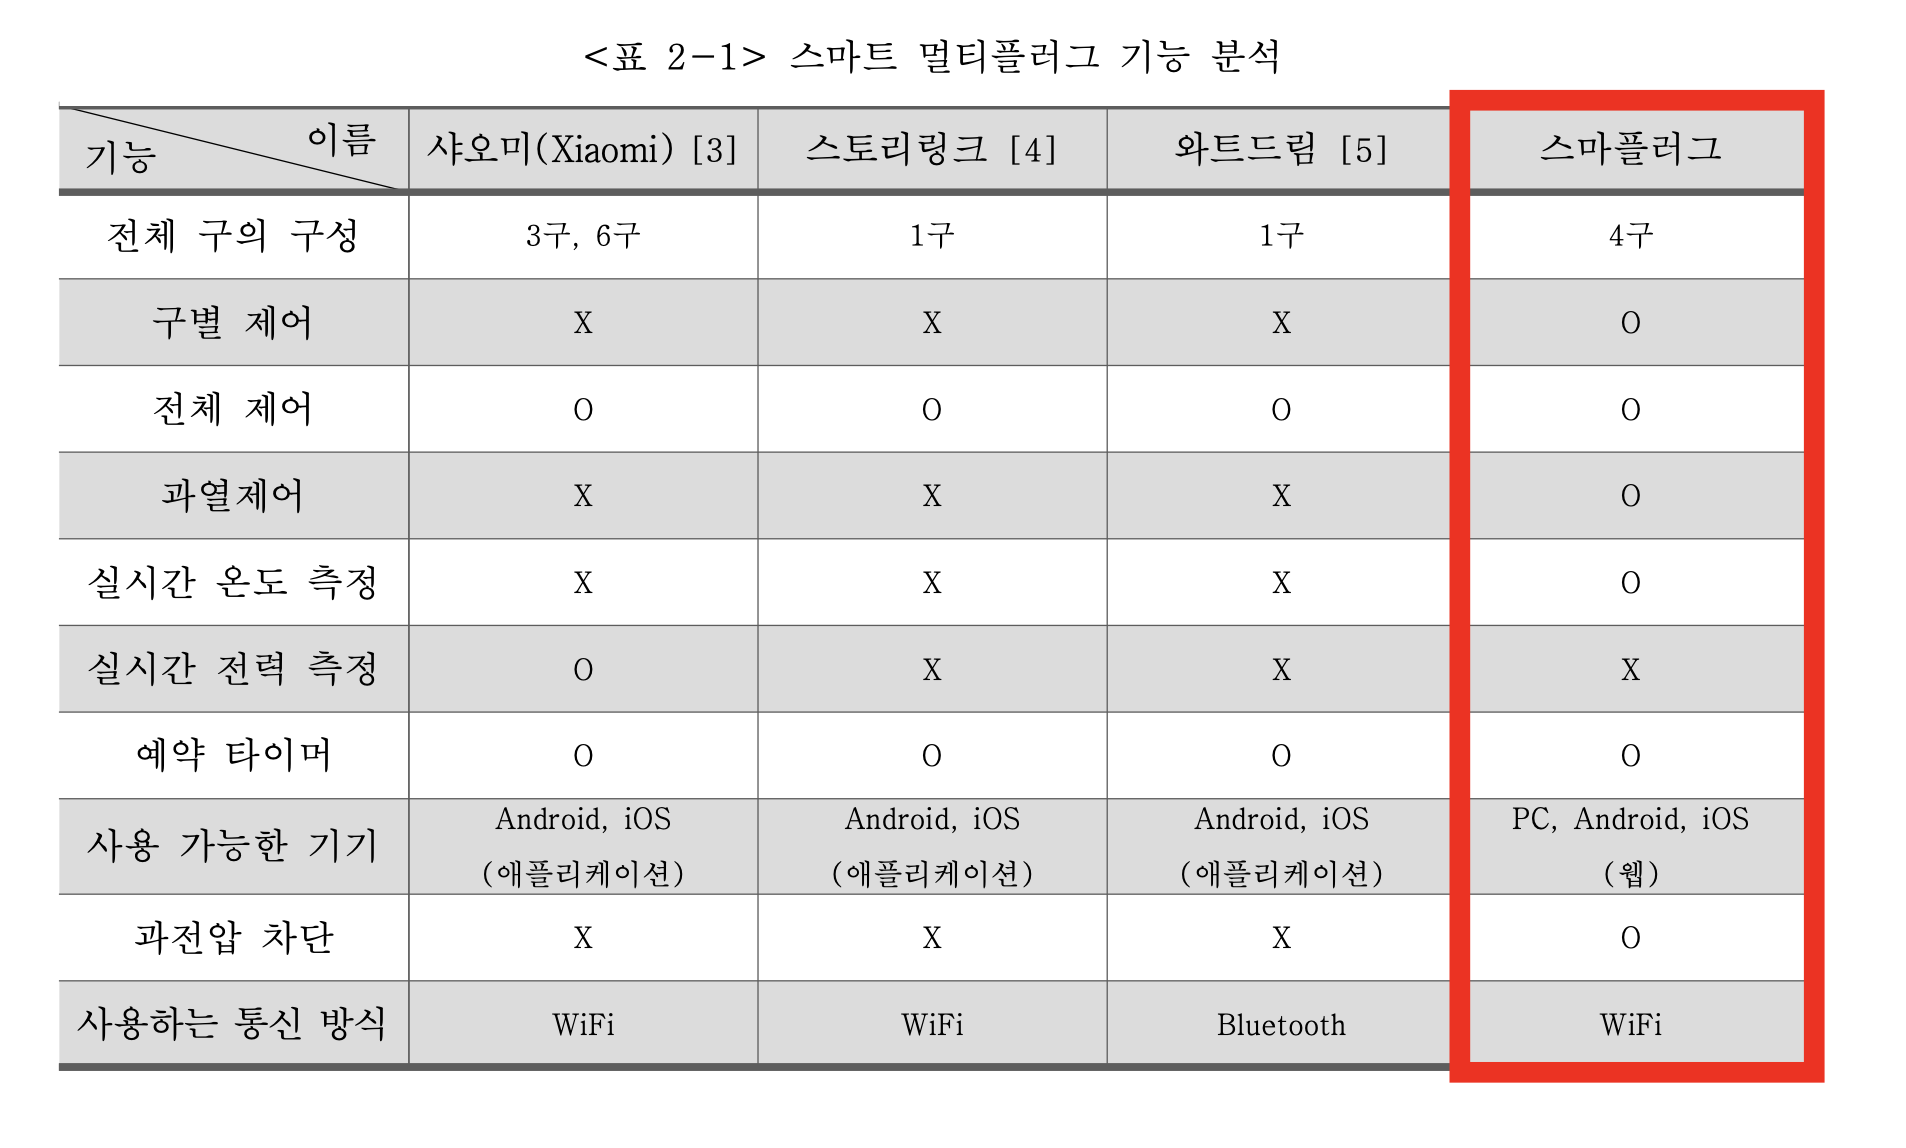 <표 2-1> 스마트 멀티플러그 기능 분석
이름
기능
샤오미(Xiaomi) [3] 스토리링크 [4] 와트드림 [5] 스마플러그
전체 구의 구성 3구, 6구 1구 1구 4구
구별 제어 X X X O
전체 제어 O O O O
과열제어 X X X O
실시간 온도 측정 X X X O
실시간 전력 측정 O X X X
예약 타이머 O O O O
사용 가능한 기기 Android, iOS Android, iOS Android, iOS PC, Android, iOS
(애플리케이션) (애플리케이션) (애플리케이션) (웹)
과전압 차단 X X X O
사용하는 통신 방식 WiFi WiFi Bluetooth WiFi